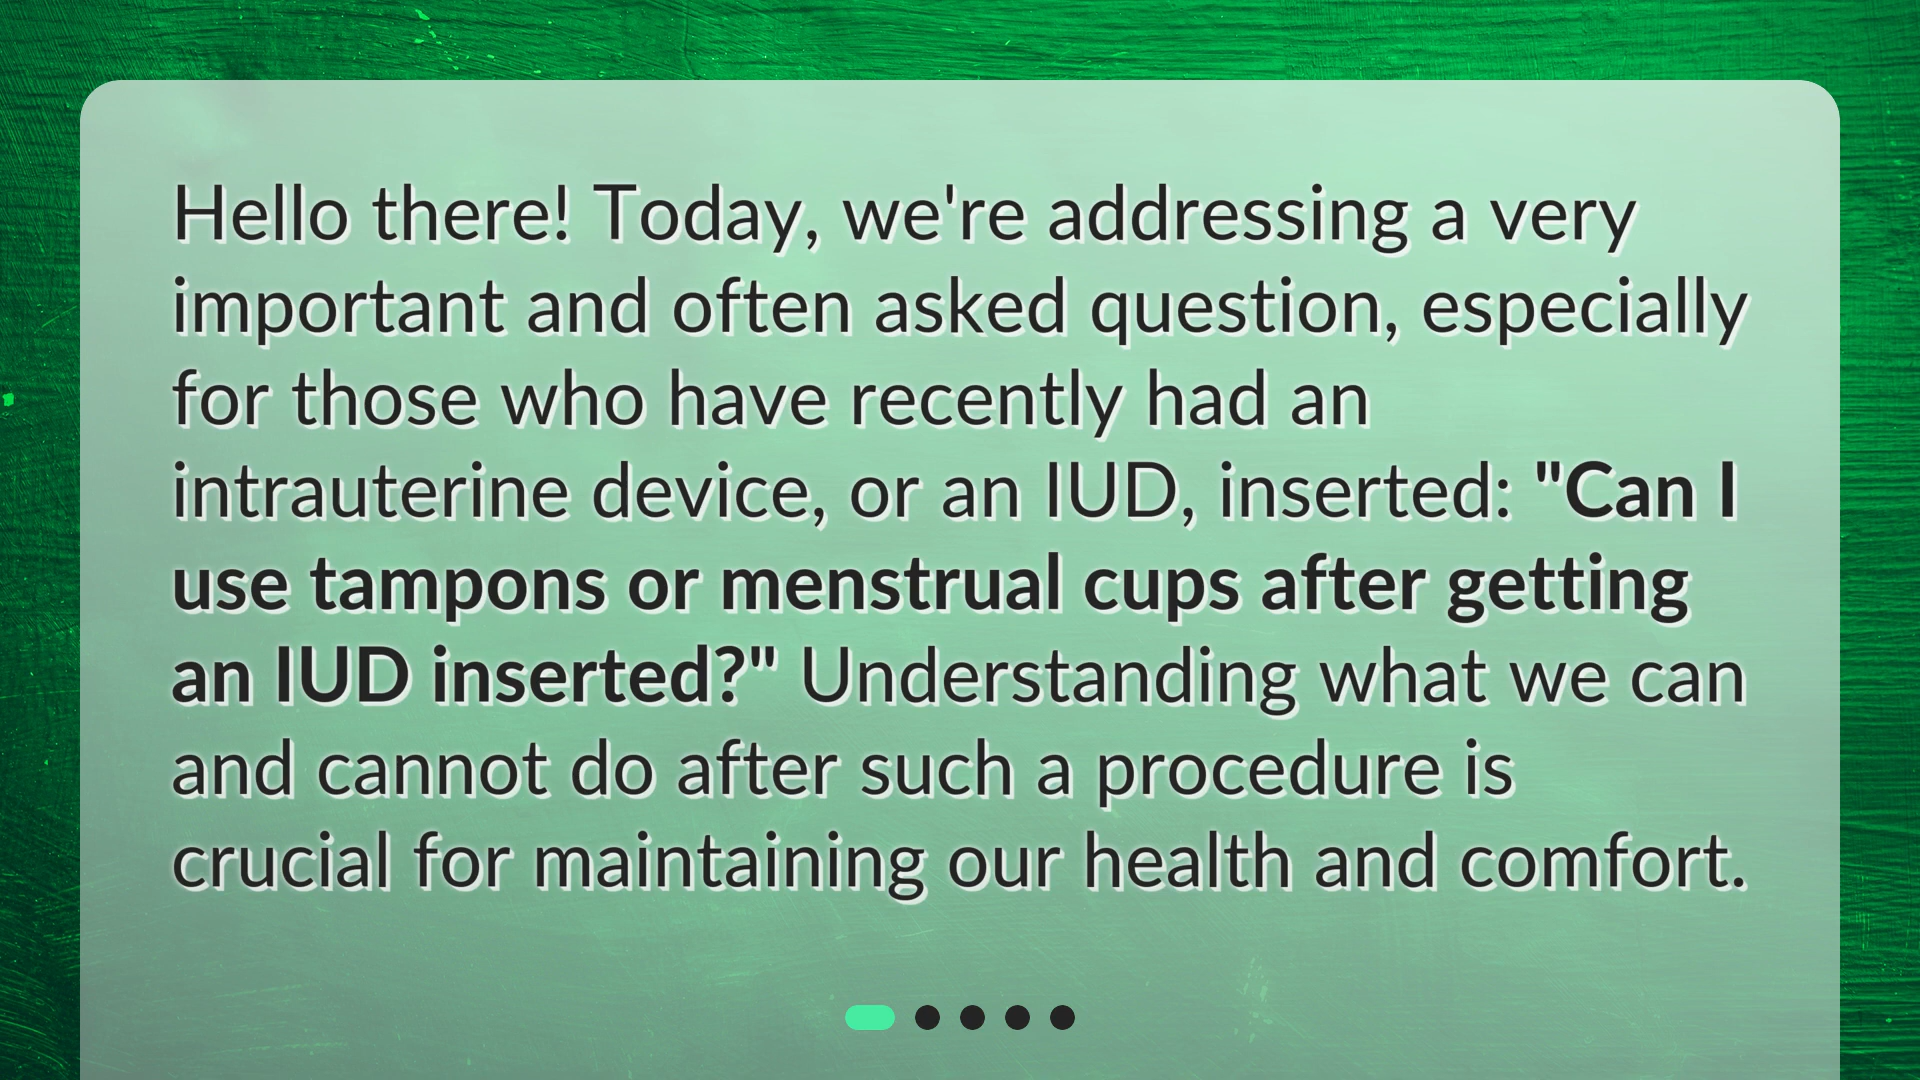 Hello there! Today, we're addressing a very
important and often asked question, especially
for those who have recently had an
intrauterine device, or an IUD, inserted: "Can I
use tampons or menstrual cups after getting
an IUD inserted?" Understanding what we can
and cannot do after such a procedure is
crucial for maintaining our health and comfort.